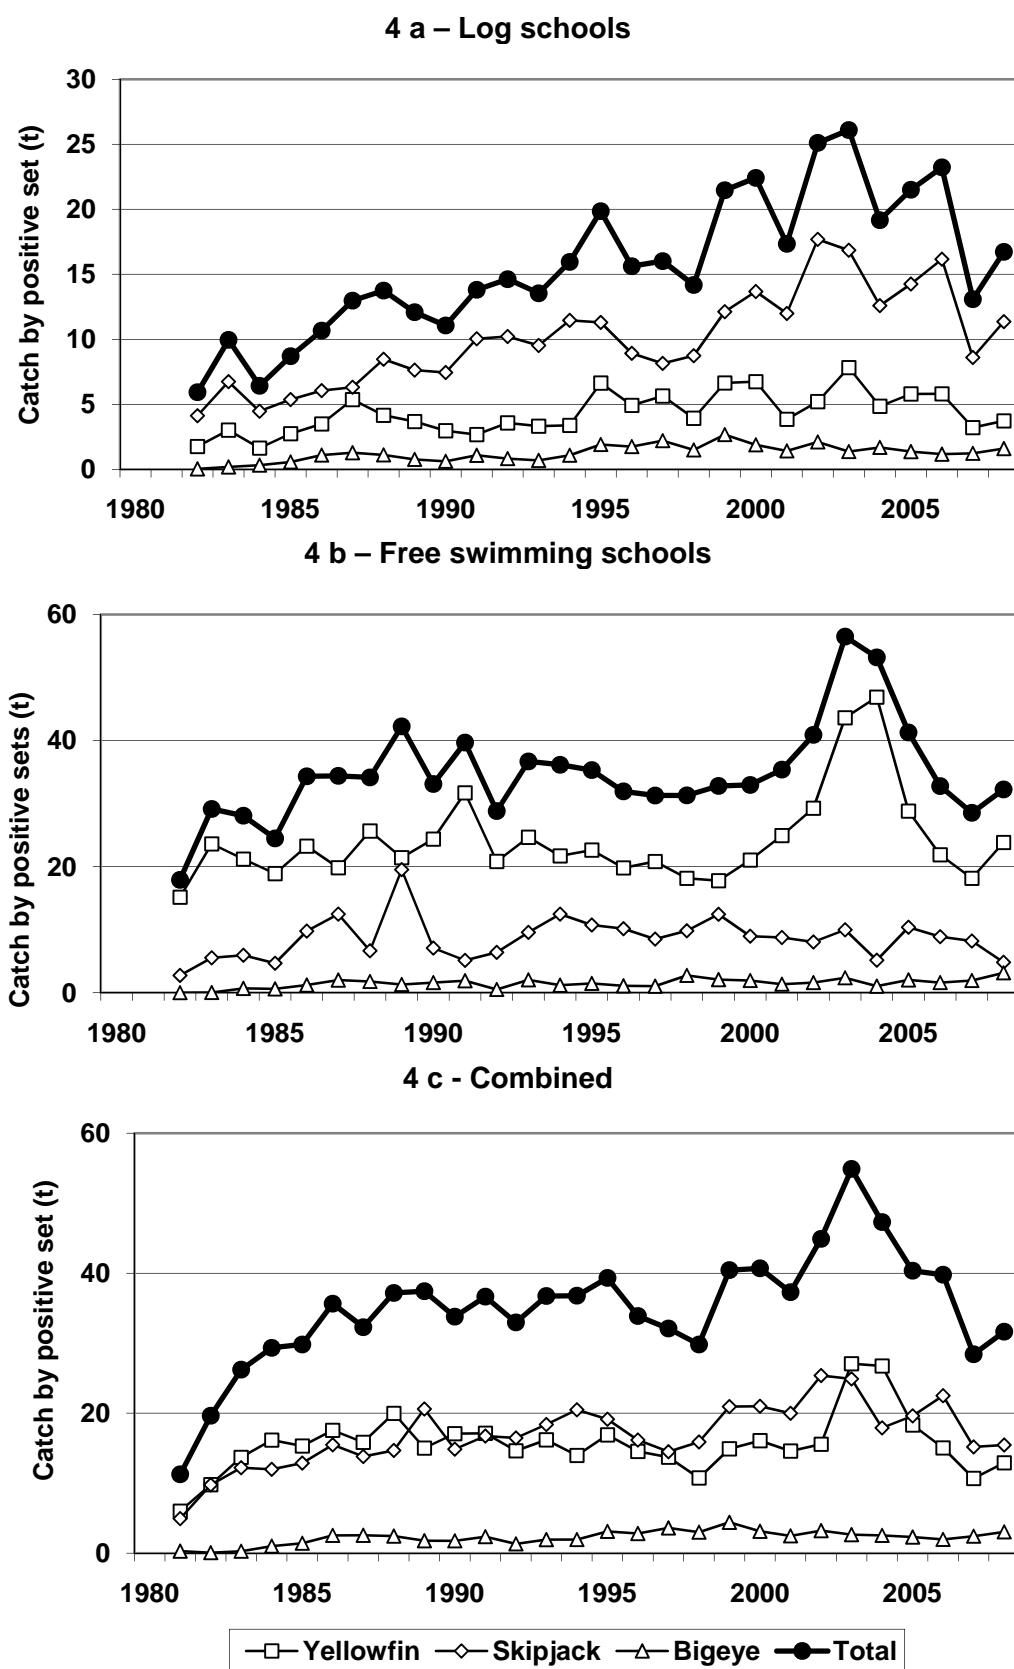 4 a – Log schools
30
25
20
15
10
5
0
Catch by positive set (t)
1980 1985 1990 1995 2000 2005
4 b – Free swimming schools
60
40
20
0
Catch by positive sets (t)
1980 1985 1990 1995 2000 2005
4 c - Combined
60
40
20
0
Catch by positive set (t)
1980 1985 1990 1995 2000 2005
Yellowfin Skipjack Bigeye Total